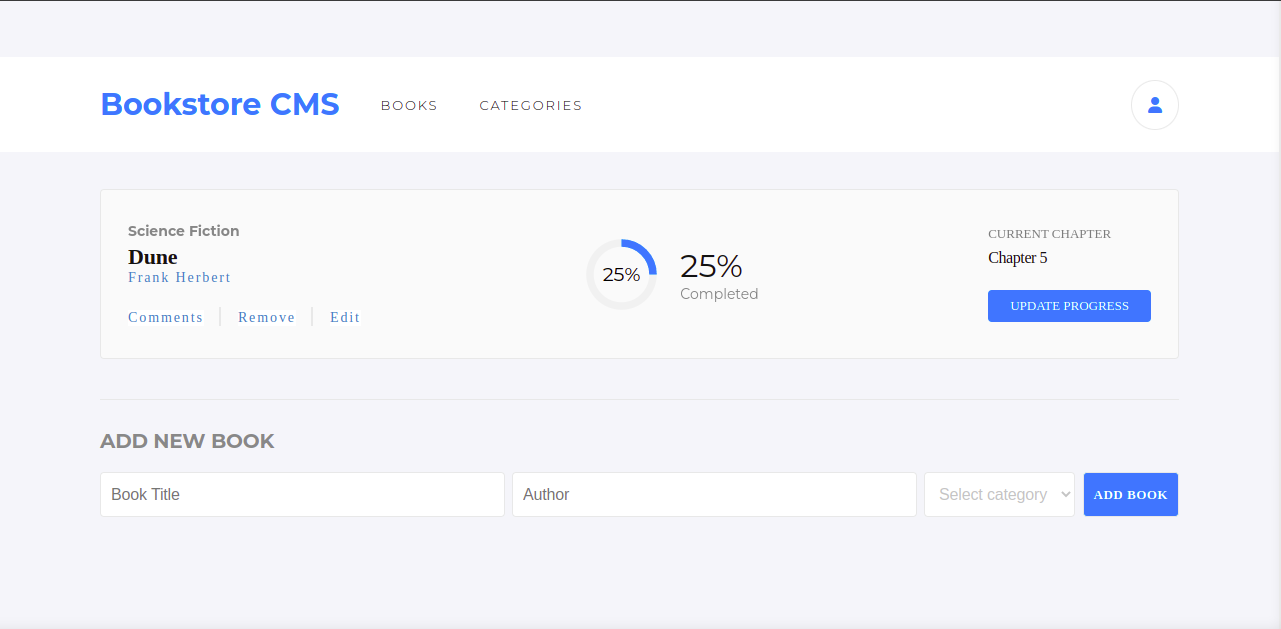 Bookstore CMS BOOKS CATEGORIES
Science Fiction
Dune
Frank Herbert
Comments Remove Edit
25%
25%
Completed
CURRENT CHAPTER
Chapter 5
UPDATE PROGRESS
ADD NEW BOOK
Book Title Author Select category ADD BOOK